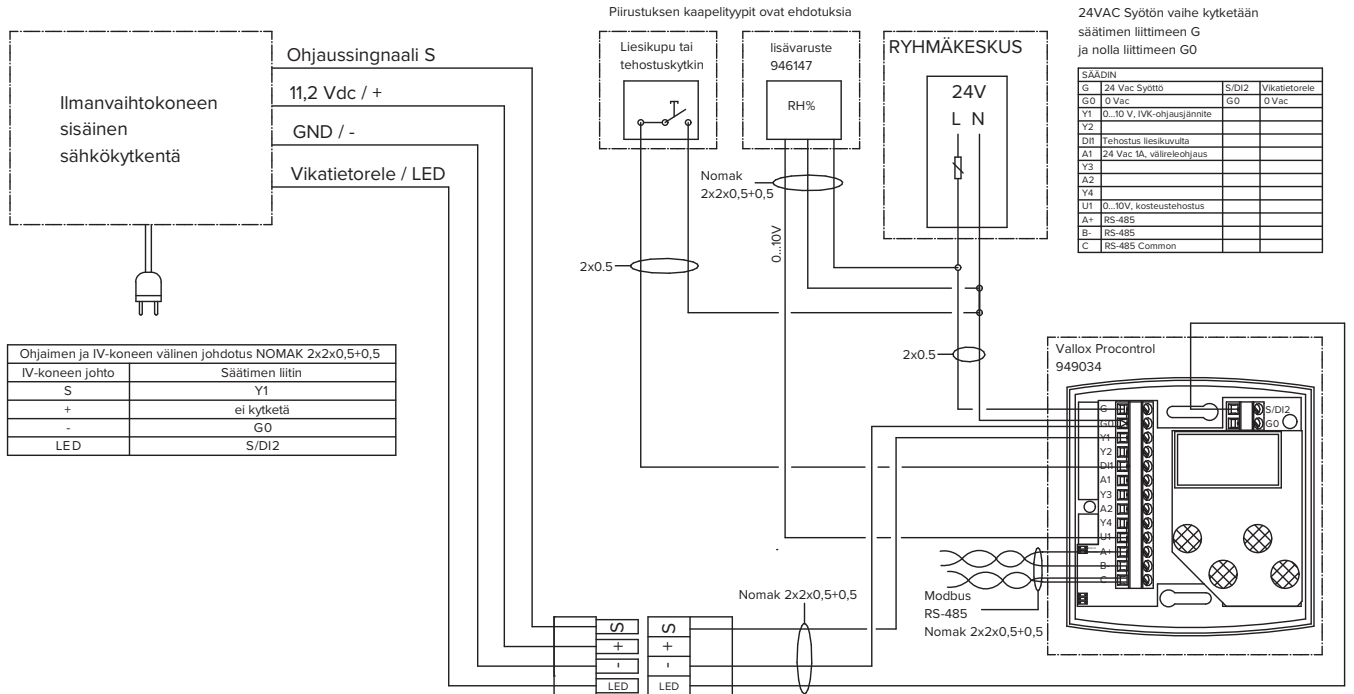 Piirustuksen kaapelityypit ovat ehdotuksia
24VAC Syötön vaihe kytketään
säätimen liittimeen G
ja nolla liittimeen G0
Ilmanvaihtokoneen
sisäinen
sähkökytkentä
Ohjaussingnaali S
11,2 Vdc / +
GND / -
Vikatietorele / LED
Liesikupu tai
tehostuskytkin
lisävaruste
946147
RH%
RYHMÄKESKUS
24V
L N
SÄÄDIN
G 24 Vac Syöttö S/DI2 Vikatietorele
G0 0 Vac G0 0 Vac
Y1 0...10 V, IVK-ohjausjännite
Y2
DI1 Tehostus liesikuvulta
A1 24 Vac 1A, välireleohjaus
Y3
A2
Y4
U1 0...10V, kosteustehostus
A+ RS-485
B- RS-485
C RS-485 Common
Nomak
2x2x0,5+0,5
0...10V
2x0.5
2x0.5
Ohjaimen ja IV-koneen välinen johdotus NOMAK 2x2x0,5+0,5
IV-koneen johto Säätimen liitin
S Y1
+ ei kytketä
- G0
LED S/DI2
Vallox Procontrol
949034
G
G0
Y1
Y2
DI1
A1
Y3
A2
Y4
U1
A+
B-
C
S/DI2
G0
Modbus
RS-485
Nomak 2x2x0,5+0,5
Nomak 2x2x0,5+0,5
S S
+ +
- -
LED LED